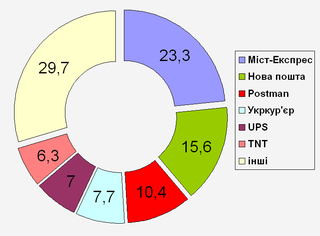 23,3
15,6
10,4
7,7
7
6,3
29,7
Міст-Експрес
Нова пошта
Postman
Укркур'єр
UPS
TNT
інші